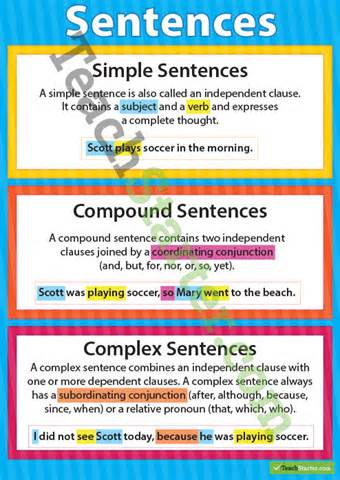 Sentences
Simple Sentences
A simple sentence is also called an independent clause.
It contains a subject and a verb and expresses
a complete thought.
Scott plays soccer in the morning.
Compound Sentences
A compound sentence contains two independent
clauses joined by a coordinating conjunction
(and, but, for, nor, or, so, yet).
Scott was playing soccer, so Mary went to the beach.
Complex Sentences
A complex sentence combines an independent clause with
one or more dependent clauses. A complex sentence always
has a subordinating conjunction (after, although, because,
since, when) or a relative pronoun (that, which, who).
I did not see Scott today, because he was playing soccer.
TeachStarter.com
TeachStarter